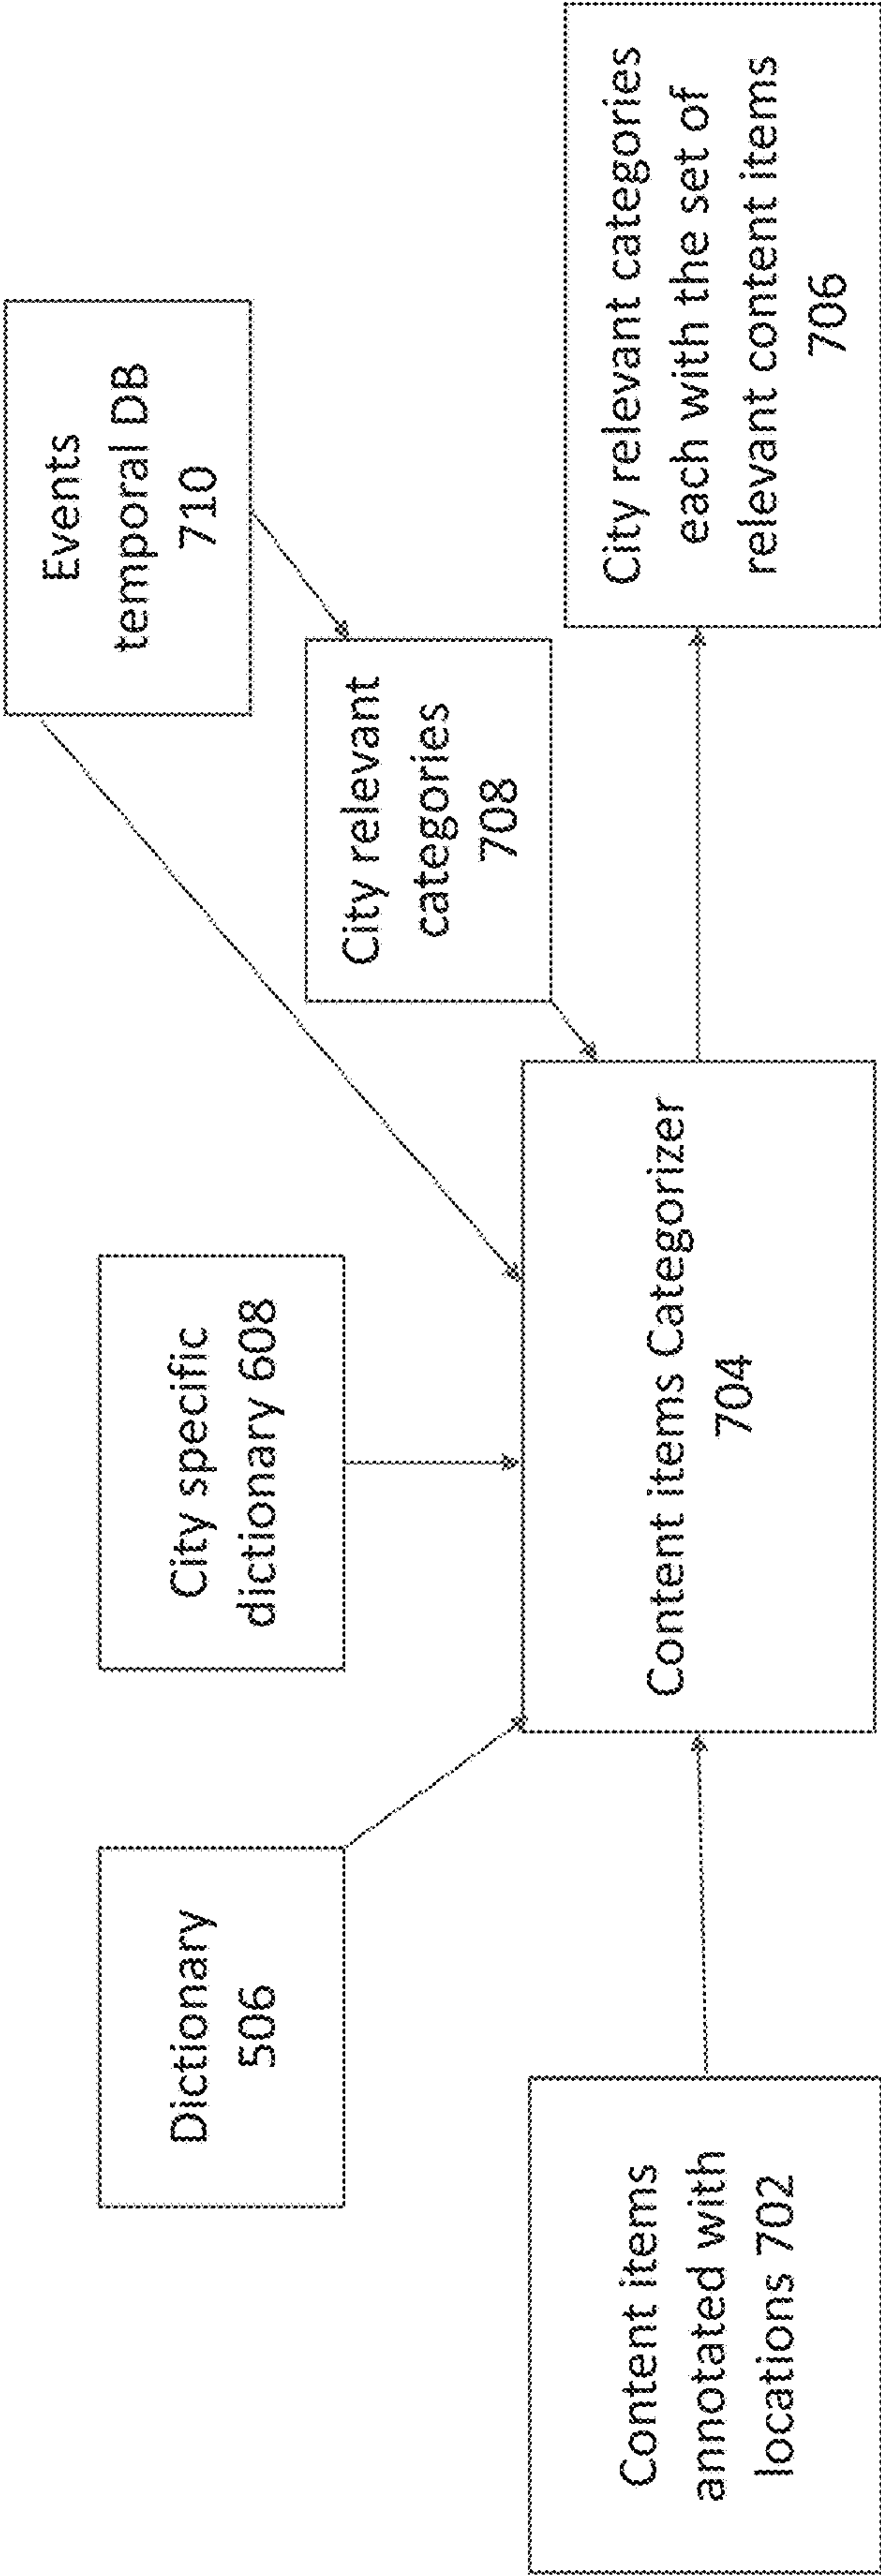 Dictionary
506
City specific
dictionary 608
Events
temporal DB
710
City relevant
categories
708
Content items
annotated with
locations 702
Content items Categorizer
704
City relevant categories
each with the set of
relevant content items
706